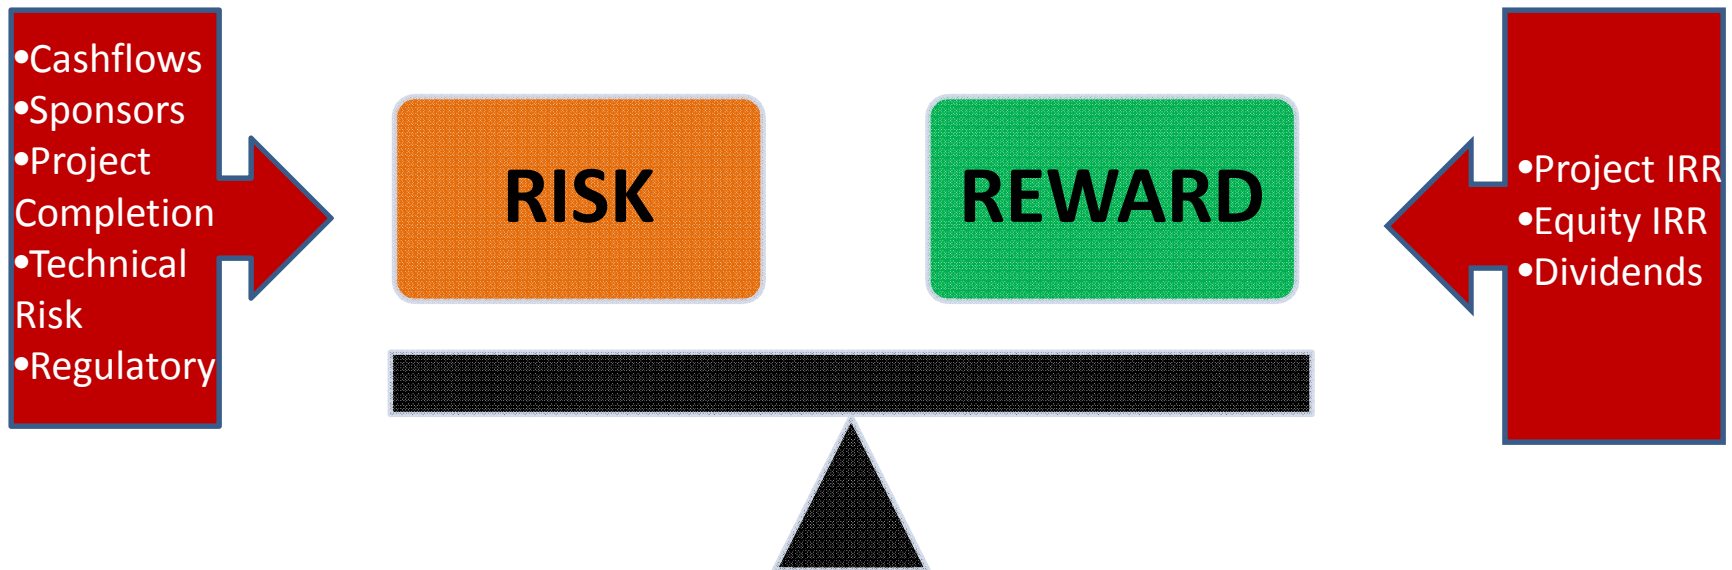 •Cashflows
•Sponsors
•Project
Completion
•Technical
Risk
•Regulatory
RISK
REWARD
•Project IRR
•Equity IRR
•Dividends